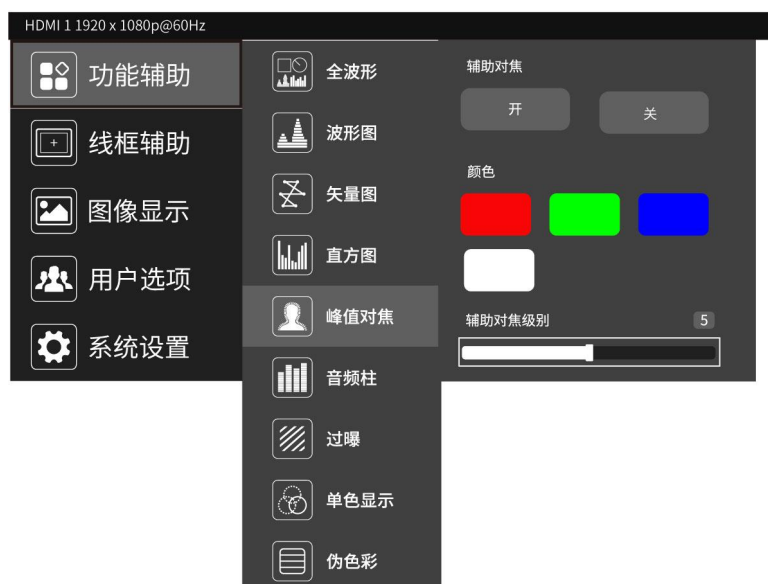 HDMI 1 1920 x 1080p@60Hz
功能辅助
线框辅助
图像显示
用户选项
系统设置
全波形
波形图
矢量图
直方图
峰值对焦
音频柱
过曝
单色显示
伪色彩
辅助对焦
开
关
颜色
辅助对焦级别
5